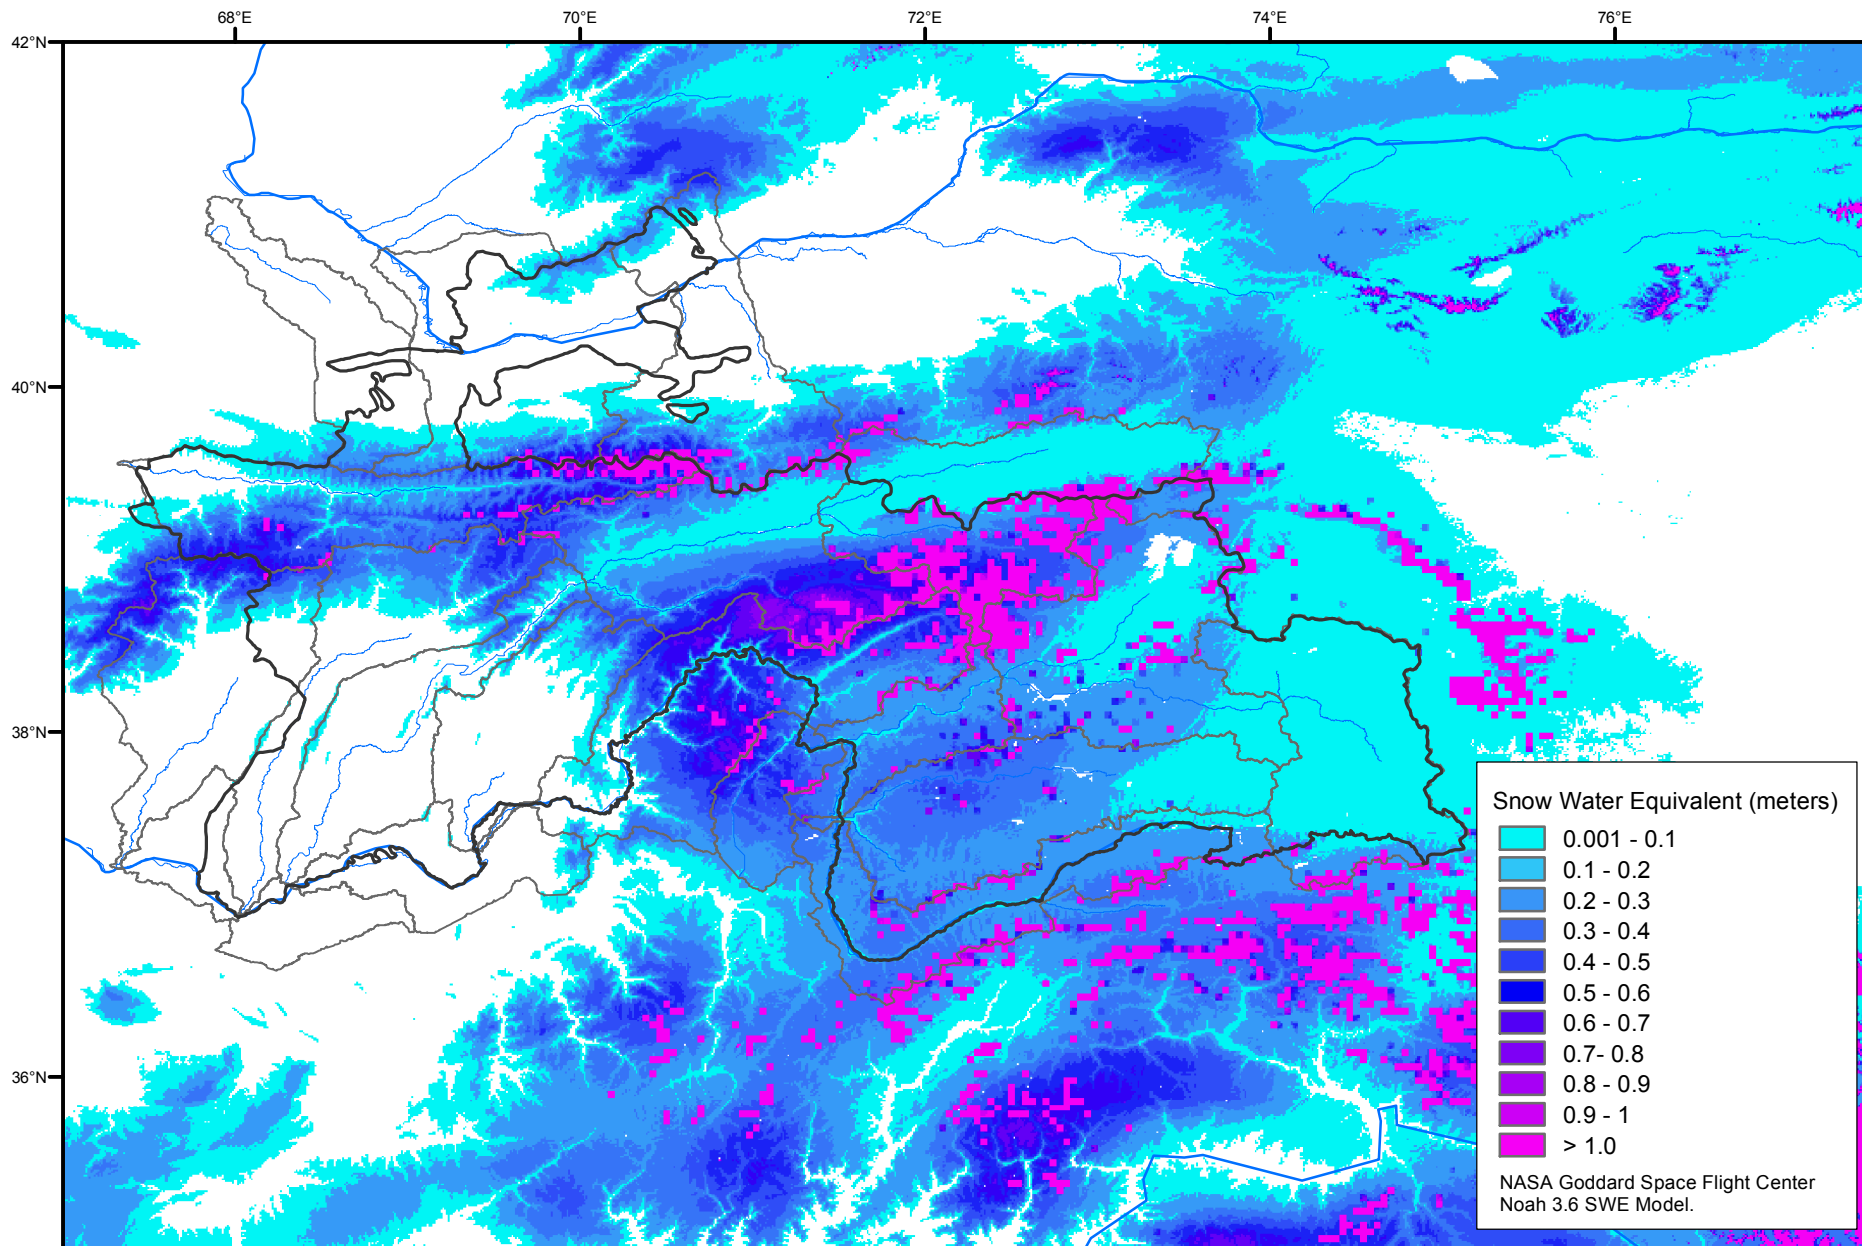 68°E
70°E
72°E
74°E
76°E
42°N
40°N
38°N
36°N
Snow Water Equivalent (meters)
0.001 - 0.1
0.1 - 0.2
0.2 - 0.3
0.3 - 0.4
0.4 - 0.5
0.5 - 0.6
0.6 - 0.7
0.7- 0.8
0.8 - 0.9
0.9 - 1
> 1.0
NASA Goddard Space Flight Center
Noah 3.6 SWE Model.